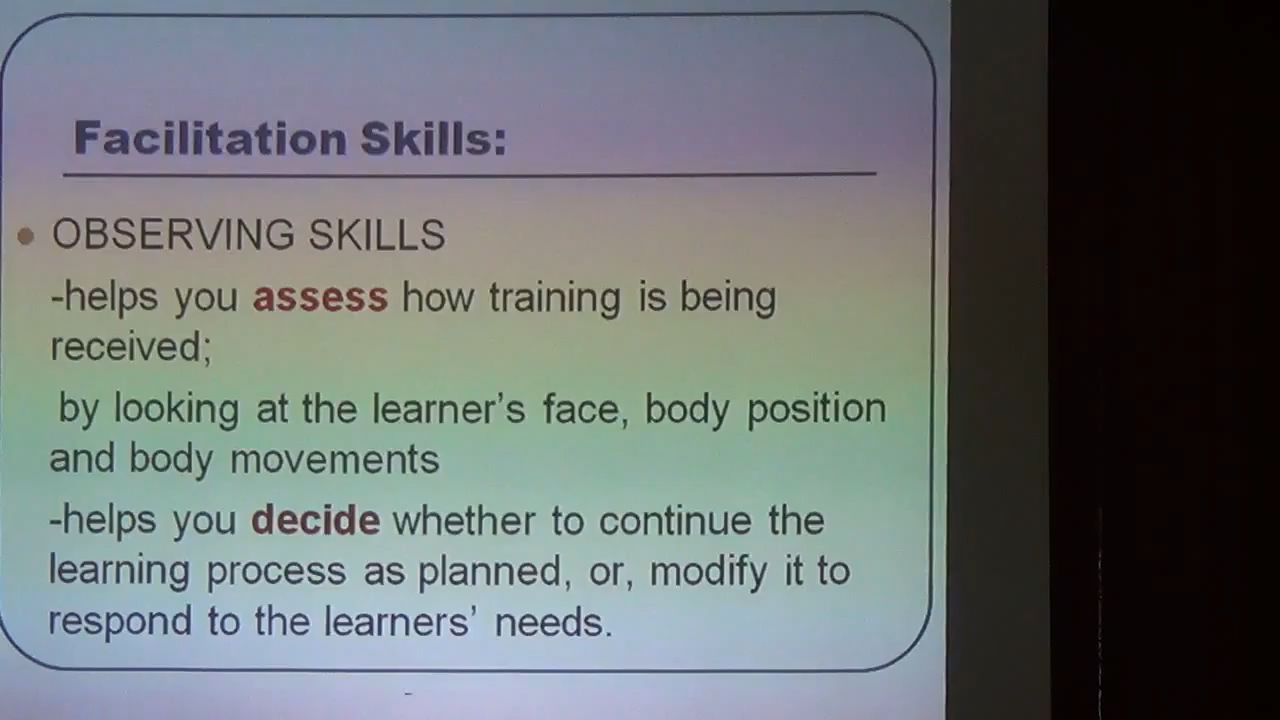 Facilitation Skills:
• OBSERVING SKILLS
-helps you assess how training is being
received;
by looking at the learner’s face, body position
and body movements
-helps you decide whether to continue the
learning process as planned, or, modify it to
respond to the learners’ needs.